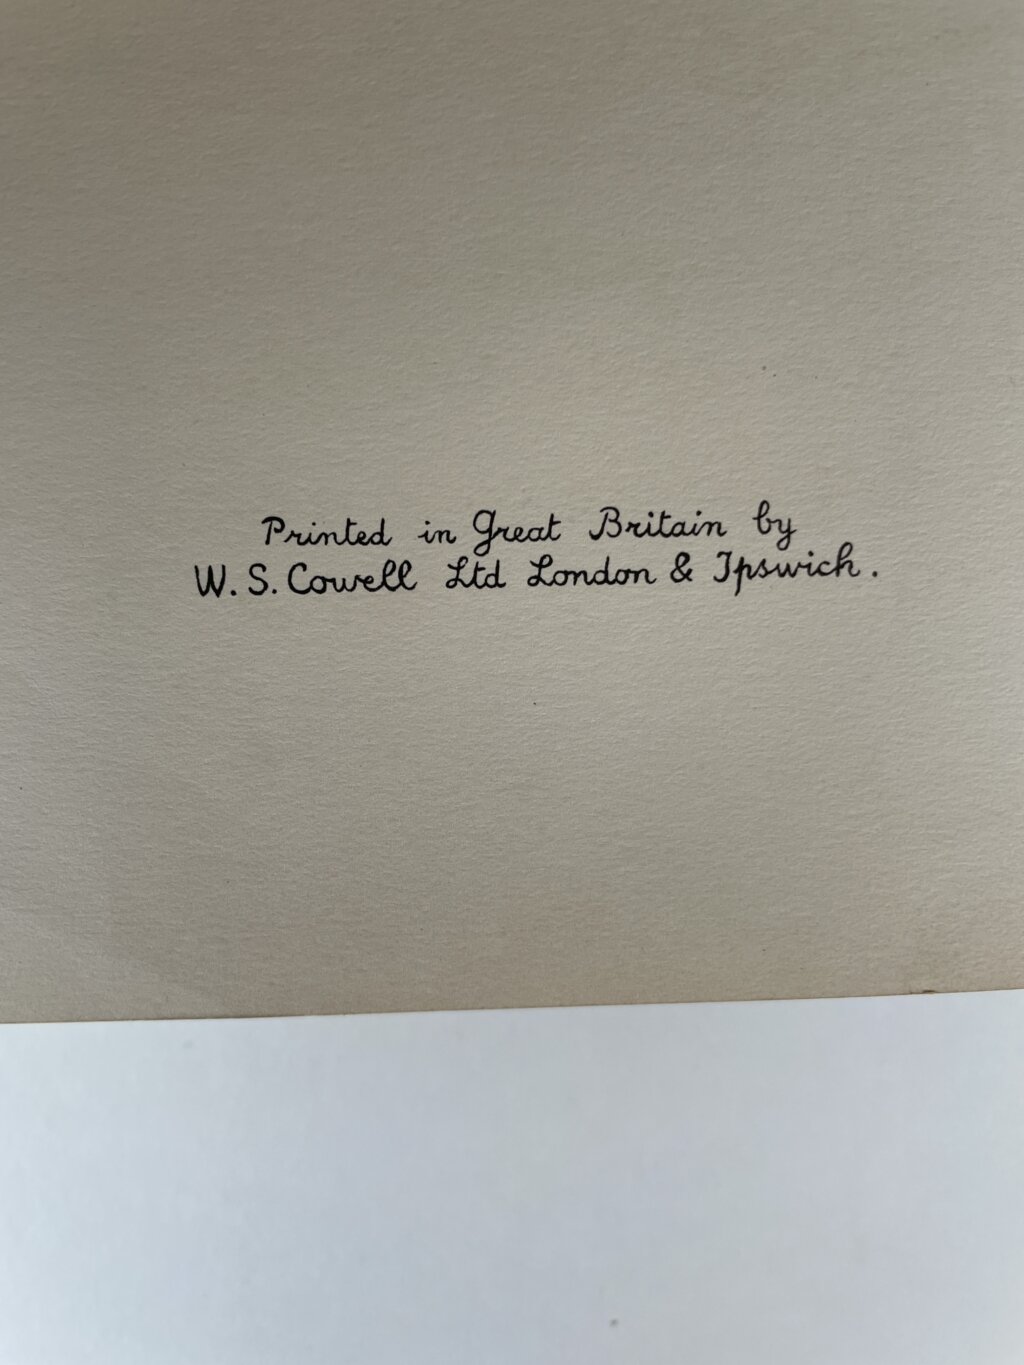 Printed in Great Britain by
W. S. Cowell Ltd London & Ipswich.